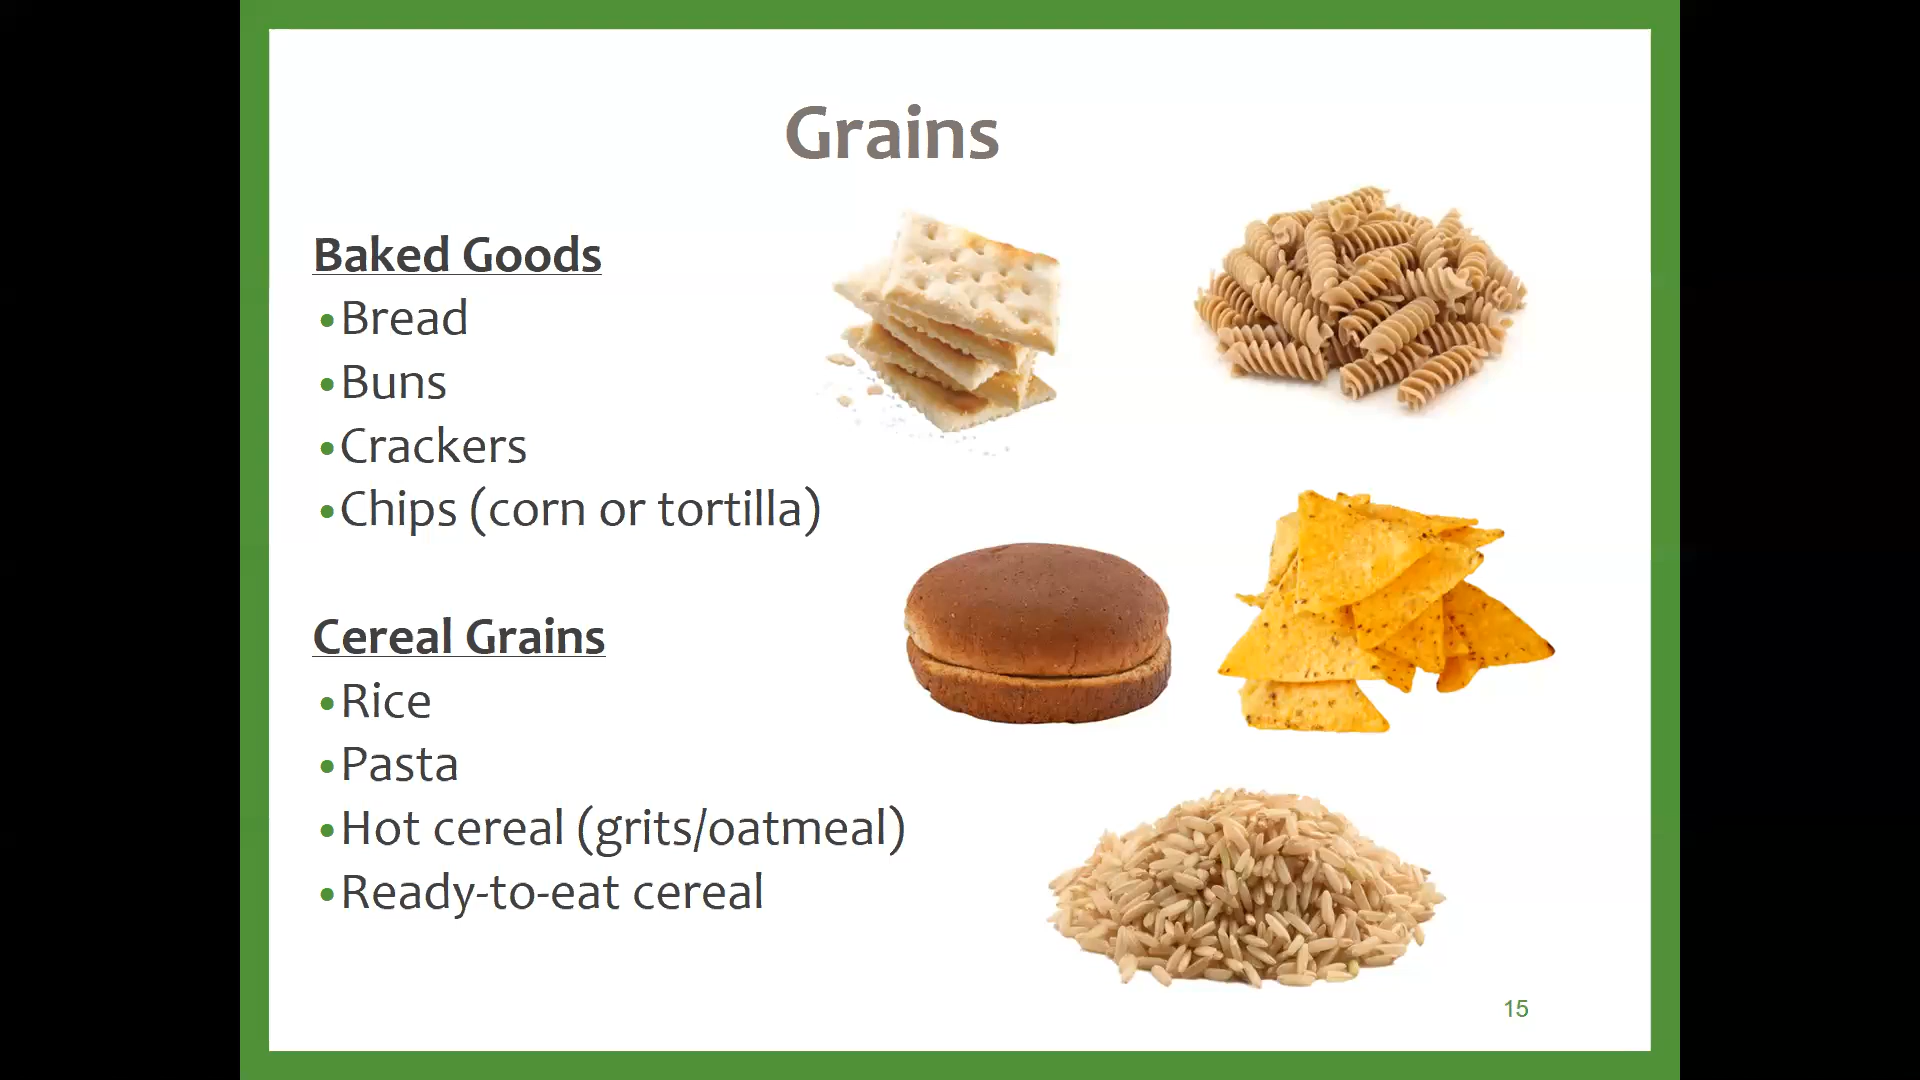 Grains
Baked Goods
•Bread
•Buns
•Crackers
•Chips (corn or tortilla)
Cereal Grains
•Rice
•Pasta
•Hot cereal (grits/oatmeal)
•Ready-to-eat cereal
15